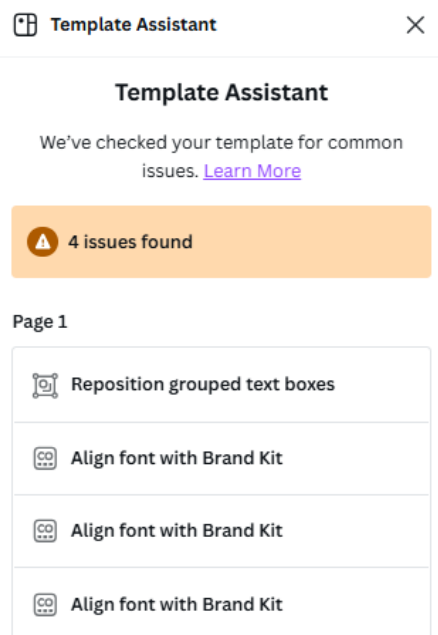 Template Assistant
Template Assistant
We’ve checked your template for common
issues. Learn More
4 issues found
Page 1
Reposition grouped text boxes
Align font with Brand Kit
Align font with Brand Kit
Align font with Brand Kit